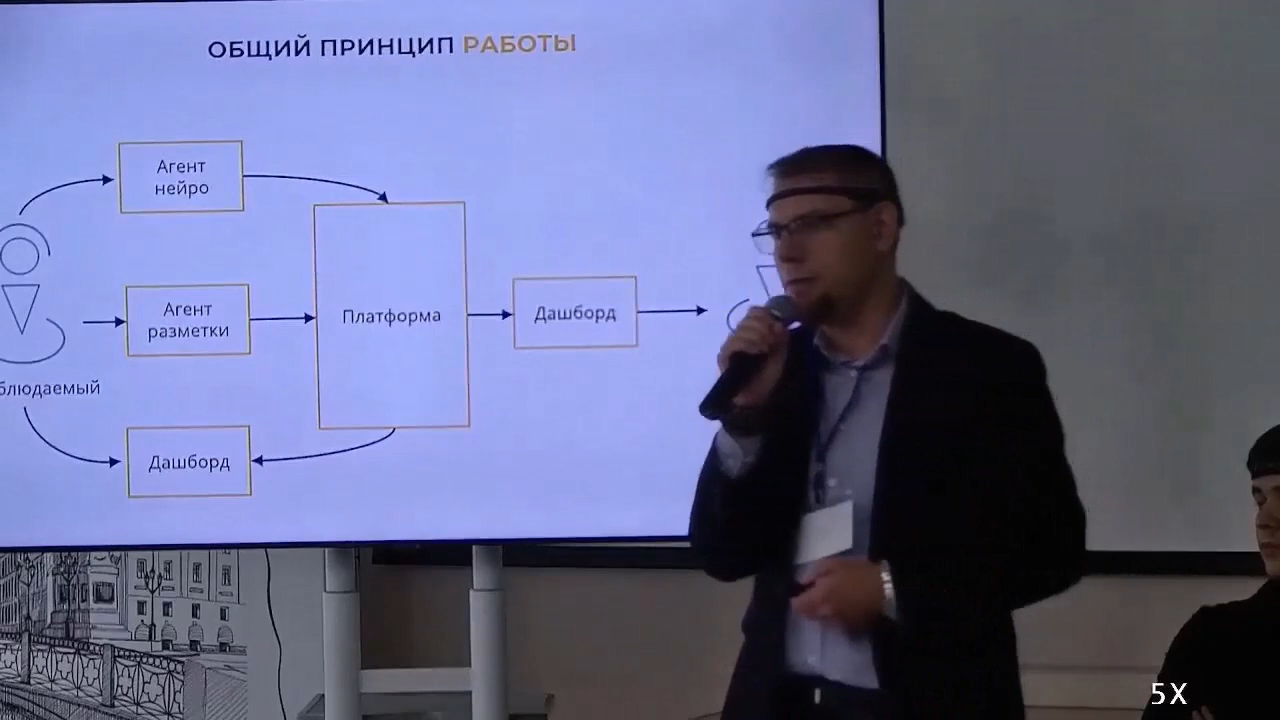 ОБЩИЙ ПРИНЦИП РАБОТЫ
Агент
нейро
Агент
разметки
Платформа
Дашборд
блюдаемый
Дашборд
5X